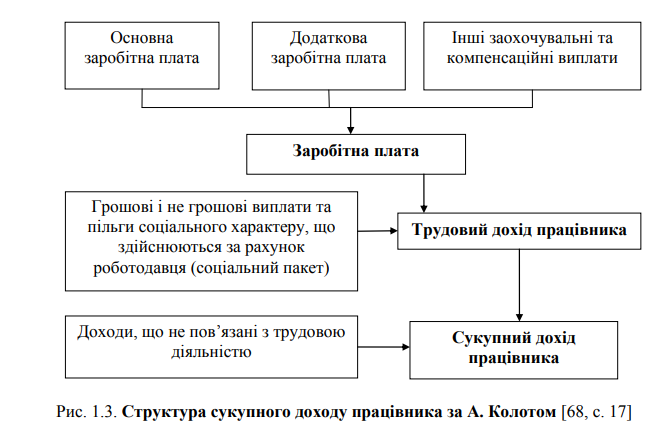 Основна
заробітна плата
Додаткова
заробітна плата
Інші заохочувальні та
компенсаційні виплати
Заробітна плата
Грошові і не грошові виплати та
пільги соціального характеру, що
здійснюються за рахунок
роботодавця (соціальний пакет)
Трудовий дохід працівника
Доходи, що не пов’язані з трудовою
діяльністю
Сукупний дохід
працівника
Рис. 1.3. Структура сукупного доходу працівника за А. Колотом [68, с. 17]